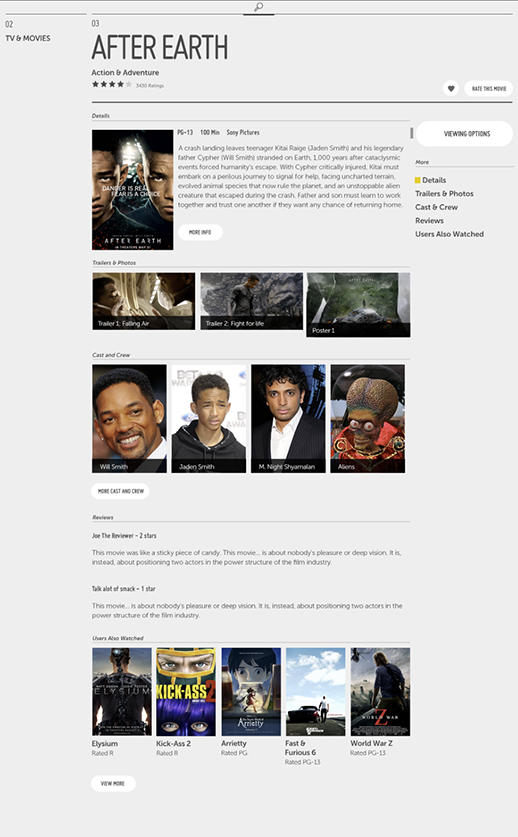 02
TV & MOVIES
03
AFTER EARTH
Action & Adventure
3430 Ratings
RATE THIS MOVIE
Details
PG-13 100 Min Sony Pictures
A crash landing leaves teenager Kitai Raige (Jaden Smith) and his legendary
father Cypher (Will Smith) stranded on Earth, 1,000 years after cataclysmic
events forced humanity's escape. With Cypher critically injured, Kitai must
embark on a perilous journey to signal for help, facing uncharted terrain,
evolved animal species that now rule the planet, and an unstoppable alien
creature that escaped during the crash. Father and son must learn to work
together and trust one another if they want any chance of returning home.
MORE INFO
DANGER IS REAL
FEAR IS A CHOICE
AFTER EARTH
VIEWING OPTIONS
More
Details
Trailers & Photos
Cast & Crew
Reviews
Users Also Watched
Trailers & Photos
Trailer 1: Falling Air
Trailer 2: Fight for life
AFTER EARTH
Poster 1
Cast and Crew
Will Smith
Jaden Smith
M. Night Shyamalan
Aliens
MORE CAST AND CREW
Reviews
Joe The Reviewer - 2 stars
This movie was like a sticky piece of candy. This movie... is about nobody's pleasure or deep vision. It is,
instead, about positioning two actors in the power structure of the film industry.
Talk alot of smack - 1 star
This movie... is about nobody's pleasure or deep vision. It is, instead, about positioning two actors in the
power structure of the film industry.
Users Also Watched
ELYSIUM
KICK-ASS 2
Arrietty
WORLD WAR Z
Elysium
Rated R
Kick-Ass 2
Rated R
Arrietty
Rated PG
Fast &
Furious 6
Rated PG-13
World War Z
Rated PG-13
VIEW MORE